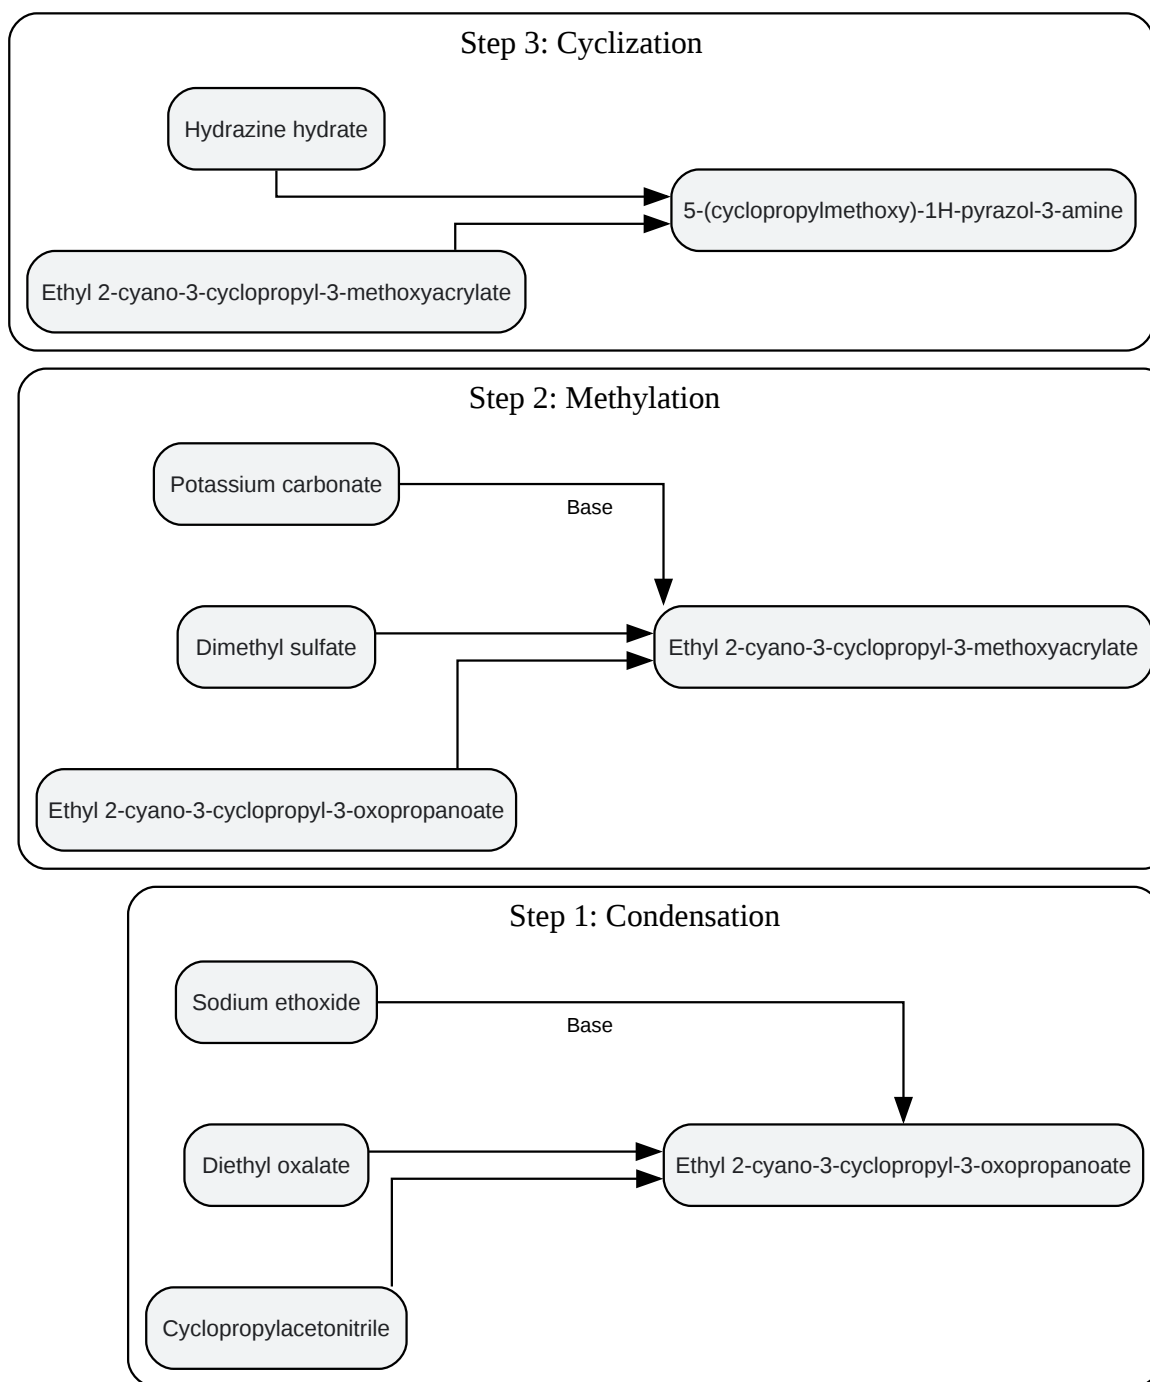 Step 3: Cyclization
Hydrazine hydrate
5-(cyclopropylmethoxy)-1H-pyrazol-3-amine
Ethyl 2-cyano-3-cyclopropyl-3-methoxyacrylate
Step 2: Methylation
Potassium carbonate
Base
Dimethyl sulfate
Ethyl 2-cyano-3-cyclopropyl-3-methoxyacrylate
Ethyl 2-cyano-3-cyclopropyl-3-oxopropanoate
Step 1: Condensation
Sodium ethoxide
Base
Diethyl oxalate
Ethyl 2-cyano-3-cyclopropyl-3-oxopropanoate
Cyclopropylacetonitrile